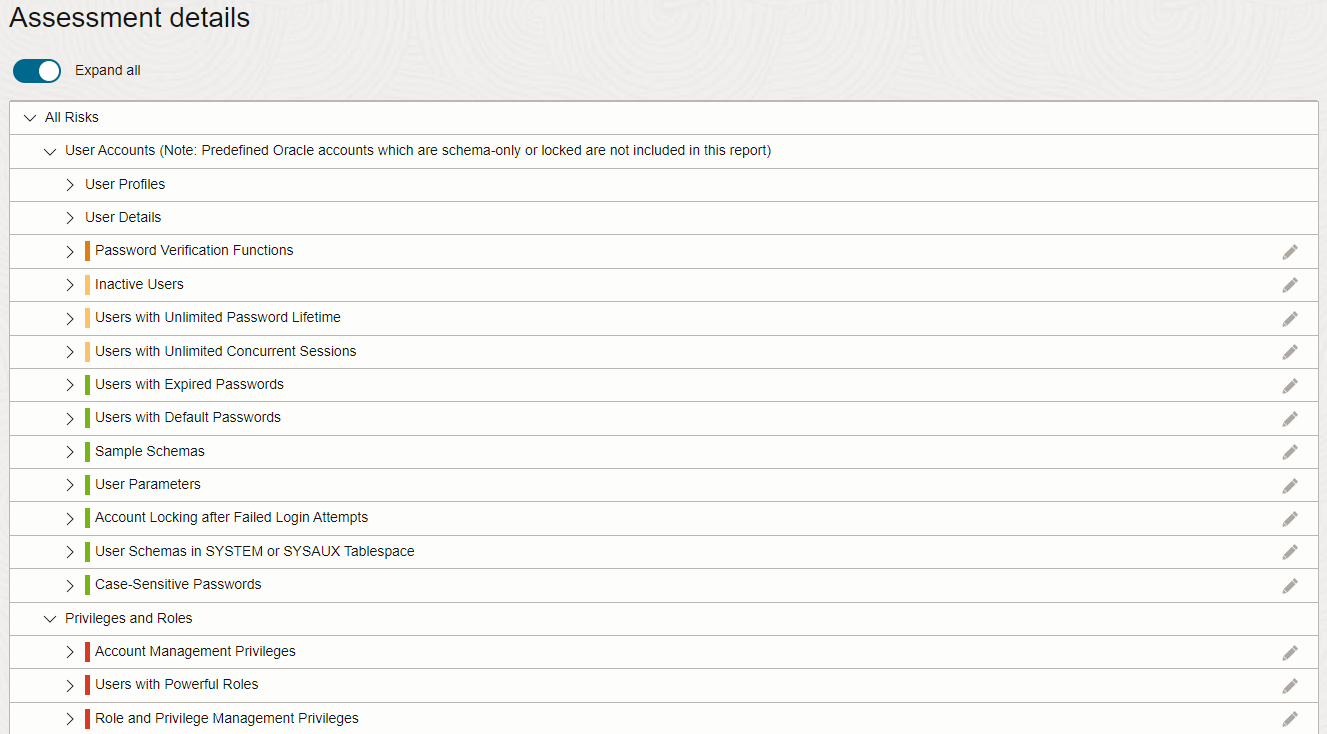 Assessment details
Expand all
All Risks
User Accounts (Note: Predefined Oracle accounts which are schema-only or locked are not included in this report)
User Profiles
User Details
Password Verification Functions
Inactive Users
Users with Unlimited Password Lifetime
Users with Unlimited Concurrent Sessions
Users with Expired Passwords
Users with Default Passwords
Sample Schemas
User Parameters
Account Locking after Failed Login Attempts
User Schemas in SYSTEM or SYSAUX Tablespace
Case-Sensitive Passwords
Privileges and Roles
Account Management Privileges
Users with Powerful Roles
Role and Privilege Management Privileges